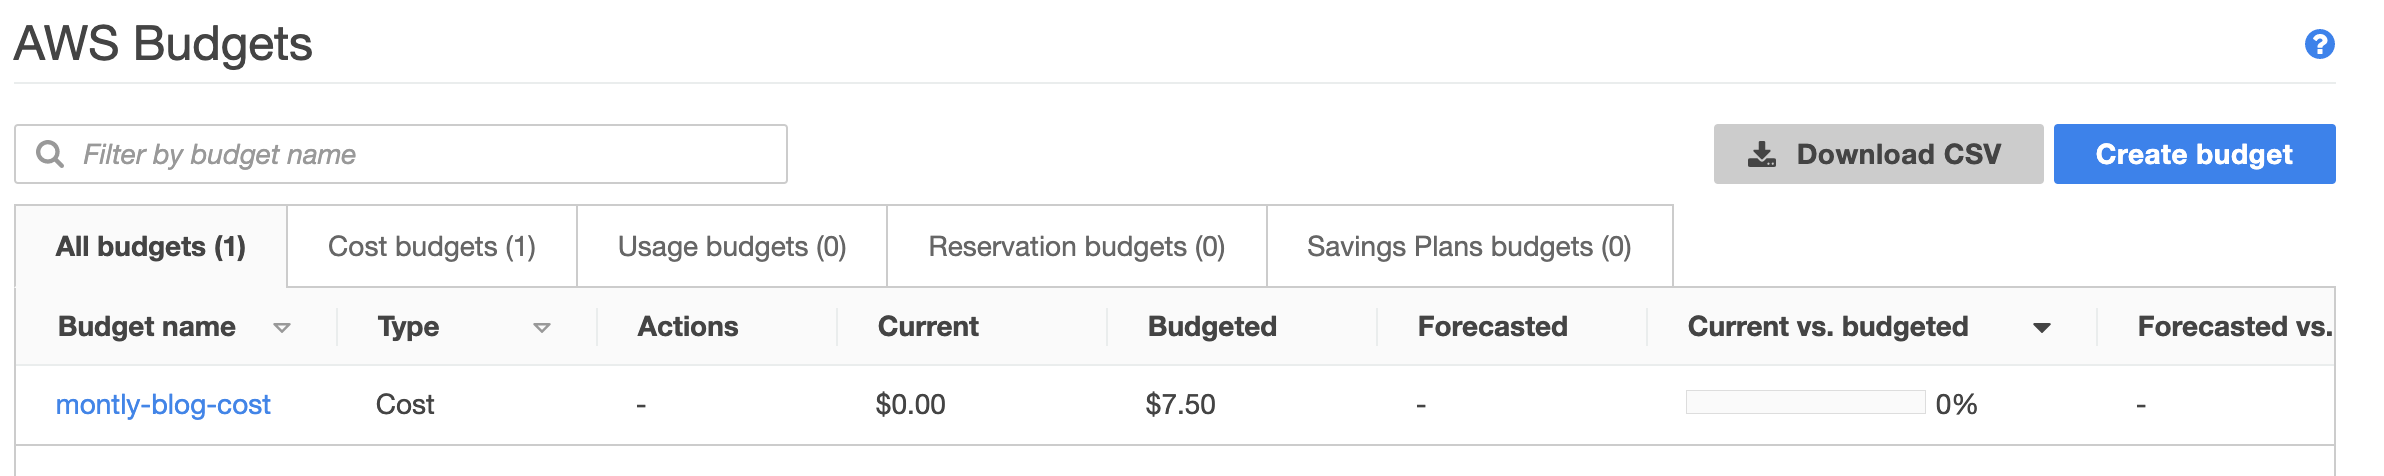 AWS Budgets
?
Filter by budget name
Download CSV
Create budget
All budgets (1) Cost budgets (1) Usage budgets (0) Reservation budgets (0) Savings Plans budgets (0)
Budget name Type Actions Current Budgeted Forecasted Current vs. budgeted Forecasted vs.
montly-blog-cost Cost - $0.00 $7.50 - 0% -